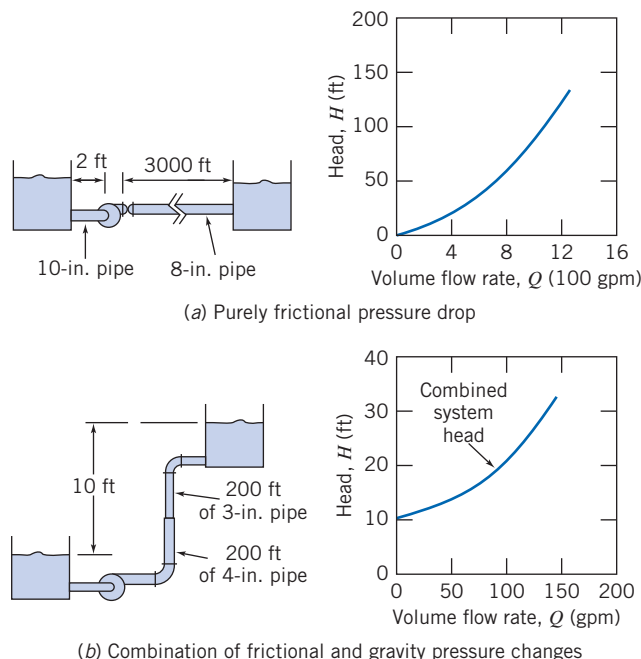 2 ft
3000 ft
10-in. pipe
8-in. pipe
200
150
100
50
0
Head, H (ft)
0 4 8 12 16
Volume flow rate, Q (100 gpm)
(a) Purely frictional pressure drop
10 ft
200 ft
of 3-in. pipe
200 ft
of 4-in. pipe
40
30
20
10
0
Head, H (ft)
Combined
system
head
0 50 100 150 200
Volume flow rate, Q (gpm)
(b) Combination of frictional and gravity pressure changes